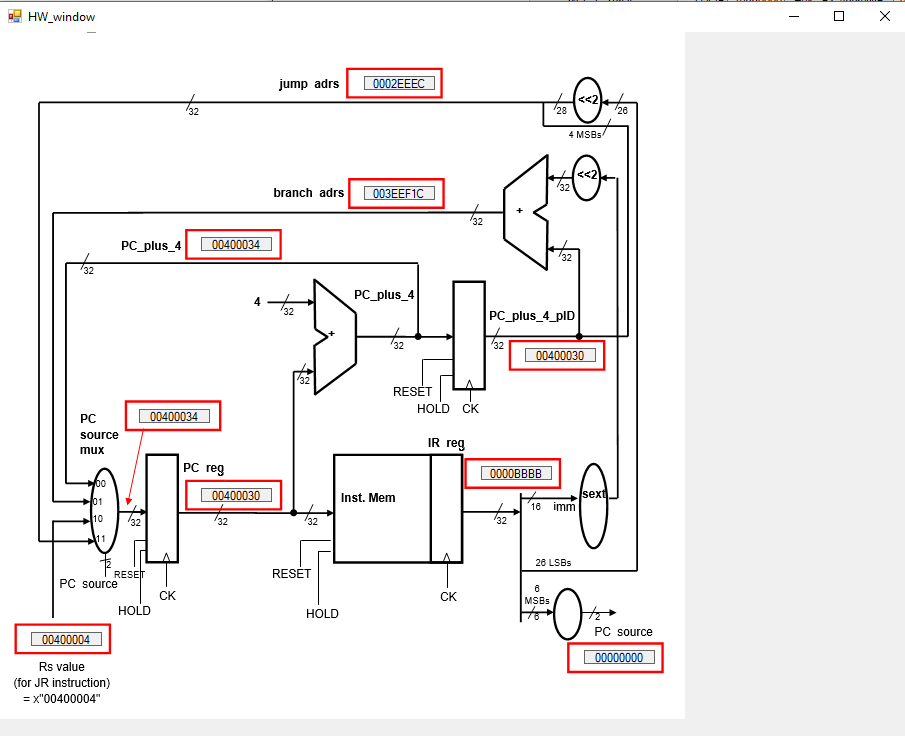 HW_window
jump adrs 0002EEEC
<<2
32
28
26
4 MSBs
branch adrs 003EEF1C
<<2
32
+
32
PC_plus_4 00400034
32
32
4
32
PC_plus_4
+
PC_plus_4_pID
32
32
00400030
32
RESET
HOLD
CK
PC
source
mux
00400034
IR reg
PC reg
0000BBBB
00400030
00
01
10
11
32
32
32
Inst. Mem
32
16
imm
sext
2
PC source
RESET
HOLD
CK
RESET
HOLD
CK
26 LSBs
6
MSBs
6
2
PC source
00000000
00400004
Rs value
(for JR instruction)
= x"00400004"